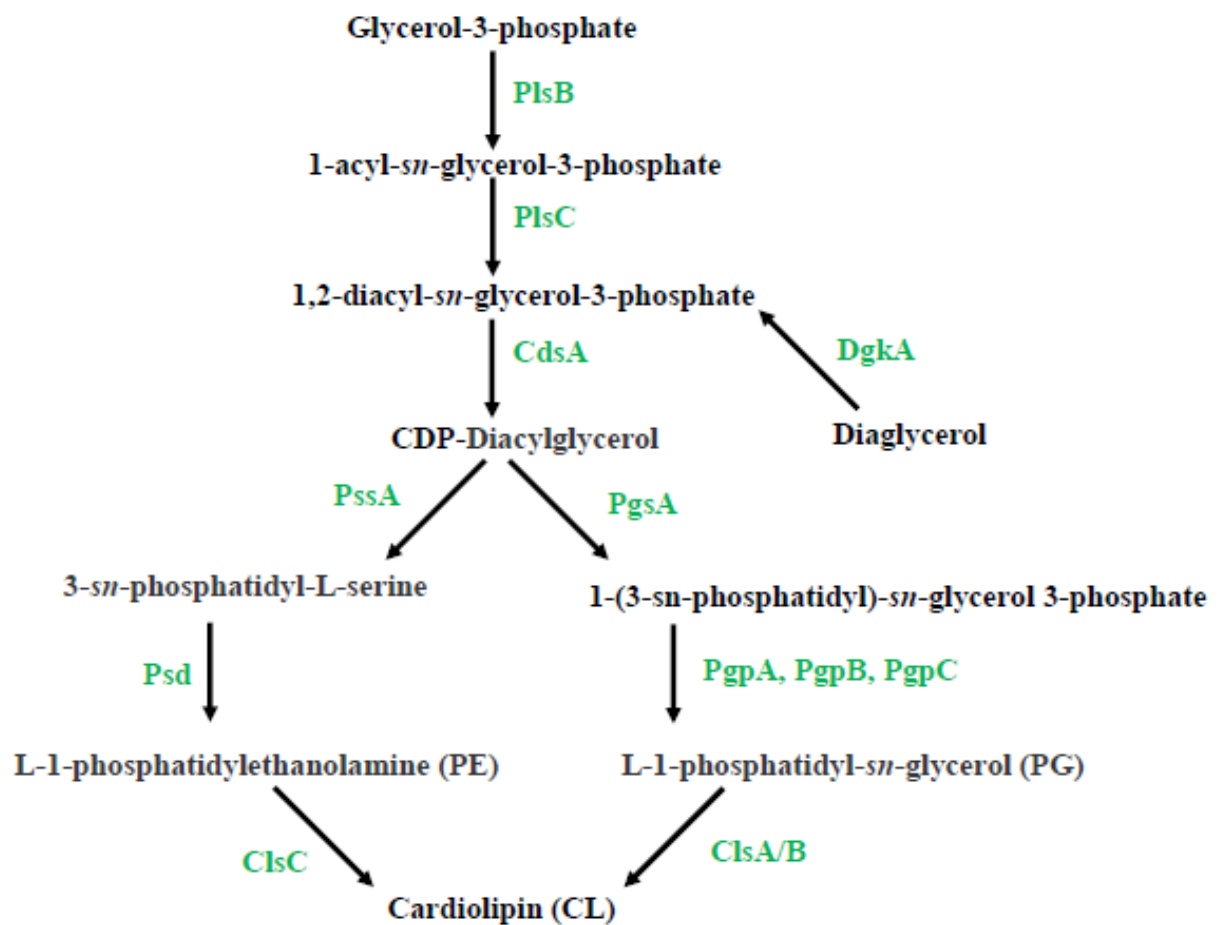 Glycerol-3-phosphate
PlsB
1-acyl-sn-glycerol-3-phosphate
PlsC
1,2-diacyl-sn-glycerol-3-phosphate
CdsA
DgkA
CDP-Diacylglycerol
Diaglycerol
PssA
PgsA
3-sn-phosphatidyl-L-serine
1-(3-sn-phosphatidyl)-sn-glycerol 3-phosphate
Psd
PgpA, PgpB, PgpC
L-1-phosphatidylethanolamine (PE)
L-1-phosphatidyl-sn-glycerol (PG)
ClsC
ClsA/B
Cardiolipin (CL)